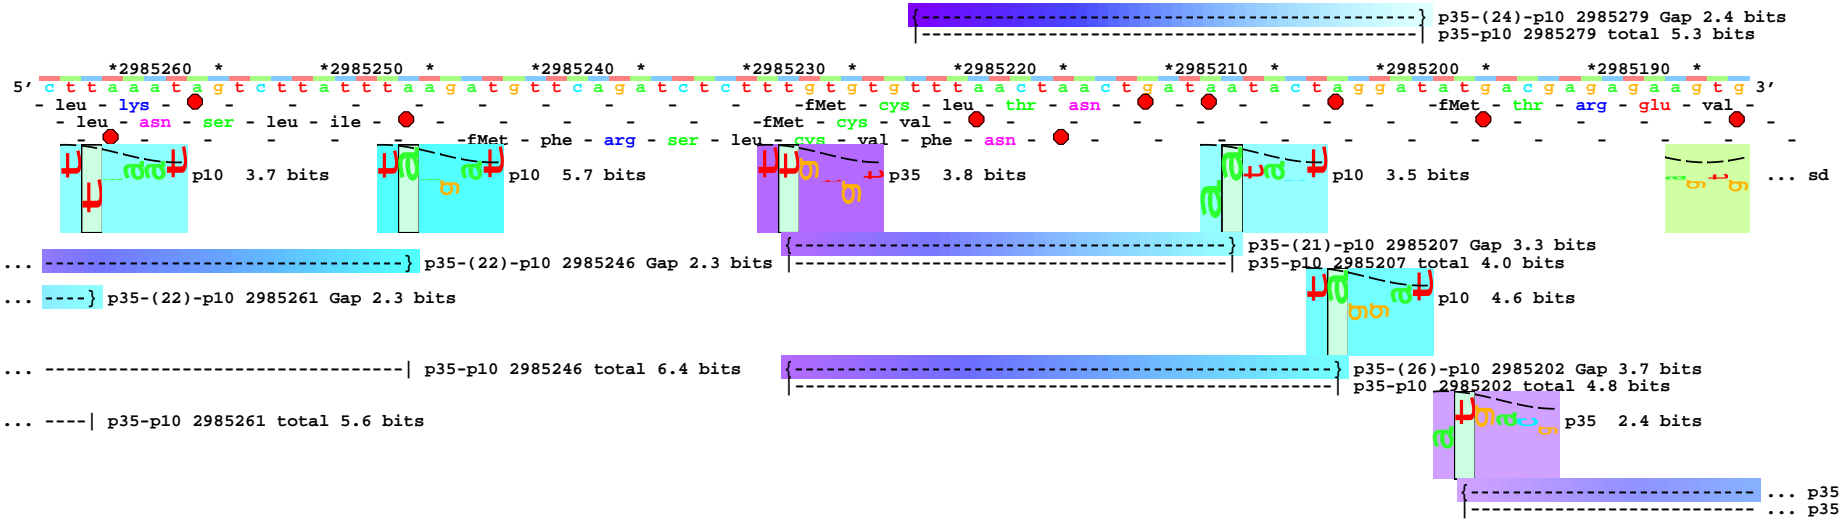 {------------------------} p35-(24)-p10 2985279 Gap 2.4 bits
|------------------------| p35-p10 2985279 total 5.3 bits
*2985260 * *2985250 * *2985240 * *2985230 * *2985220 * *2985210 * *2985200 * *2985190 *
5' c t t a a a t a g t c t t a t t t a a g a t g t t c a g a t c t c t t t g t g t g t t t a a c t a a c t g a t a a t a c t a g g a t a t g a c g a g a g a a g t g 3'
- leu - lys - - - - - - - - - -fMet - cys - leu - thr - asn - - - - -fMet - thr - arg - glu - val -
- leu - asn - ser - leu - ile - - - - - -fMet - cys - val - - - - - - - - - -
- - - - - -fMet - phe - arg - ser - leu - cys - val - phe - asn - - - - - - - - - -
t t a a t p10 3.7 bits
t a g a t p10 5.7 bits
t t g g t p35 3.8 bits
a a t a t p10 3.5 bits
a g t g ... sd
{---------------------} p35-(21)-p10 2985207 Gap 3.3 bits
... -----------------} p35-(22)-p10 2985246 Gap 2.3 bits
|---------------------| p35-p10 2985207 total 4.0 bits
... ----} p35-(22)-p10 2985261 Gap 2.3 bits
t a g g a t p10 4.6 bits
... -----------------| p35-p10 2985246 total 6.4 bits
{--------------------------} p35-(26)-p10 2985202 Gap 3.7 bits
|--------------------------| p35-p10 2985202 total 4.8 bits
... ----| p35-p10 2985261 total 5.6 bits
a t g a c g p35 2.4 bits
{-------------- ... p35
|-------------- ... p35